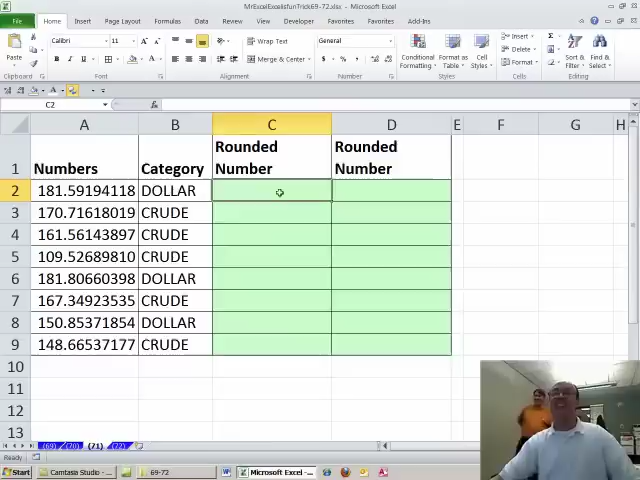 MrExcelExcelisfunTrick69-72.xlsx - Microsoft Excel
File Home Insert Page Layout Formulas Data Review View Developer Favorites Add-Ins
Calibri 11 Wrap Text General
Paste B I U Merge & Center $ % Conditional Formatting Format as Table Cell Styles Insert Delete Format Sort & Filter Find & Select
Clipboard Font Alignment Number Styles Cells Editing
C2 fx
A B C D E F G H
1 Numbers Category Rounded Number Rounded Number
2 181.59194118 DOLLAR
3 170.71618019 CRUDE
4 161.56143897 CRUDE
5 109.52689810 CRUDE
6 181.80660398 DOLLAR
7 167.34923535 CRUDE
8 150.85371854 DOLLAR
9 148.66537177 CRUDE
10
11
12
13
(69) (70) (71) (72)
Ready
Start Camtasia Studio - 69-72 Microsoft Excel -